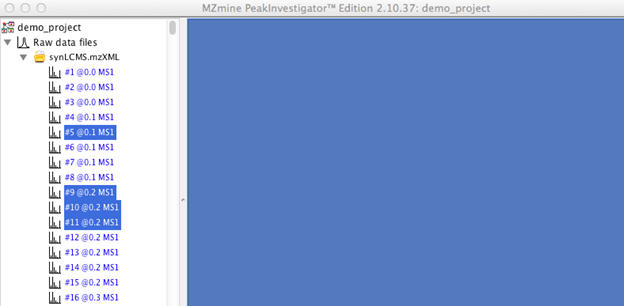 MZmine PeakInvestigator™ Edition 2.10.37: demo_project
demo_project
Raw data files
synLCMS.mzXML
#1 @0.0 MS1
#2 @0.0 MS1
#3 @0.0 MS1
#4 @0.1 MS1
#5 @0.1 MS1
#6 @0.1 MS1
#7 @0.1 MS1
#8 @0.1 MS1
#9 @0.2 MS1
#10 @0.2 MS1
#11 @0.2 MS1
#12 @0.2 MS1
#13 @0.2 MS1
#14 @0.2 MS1
#15 @0.2 MS1
#16 @0.3 MS1